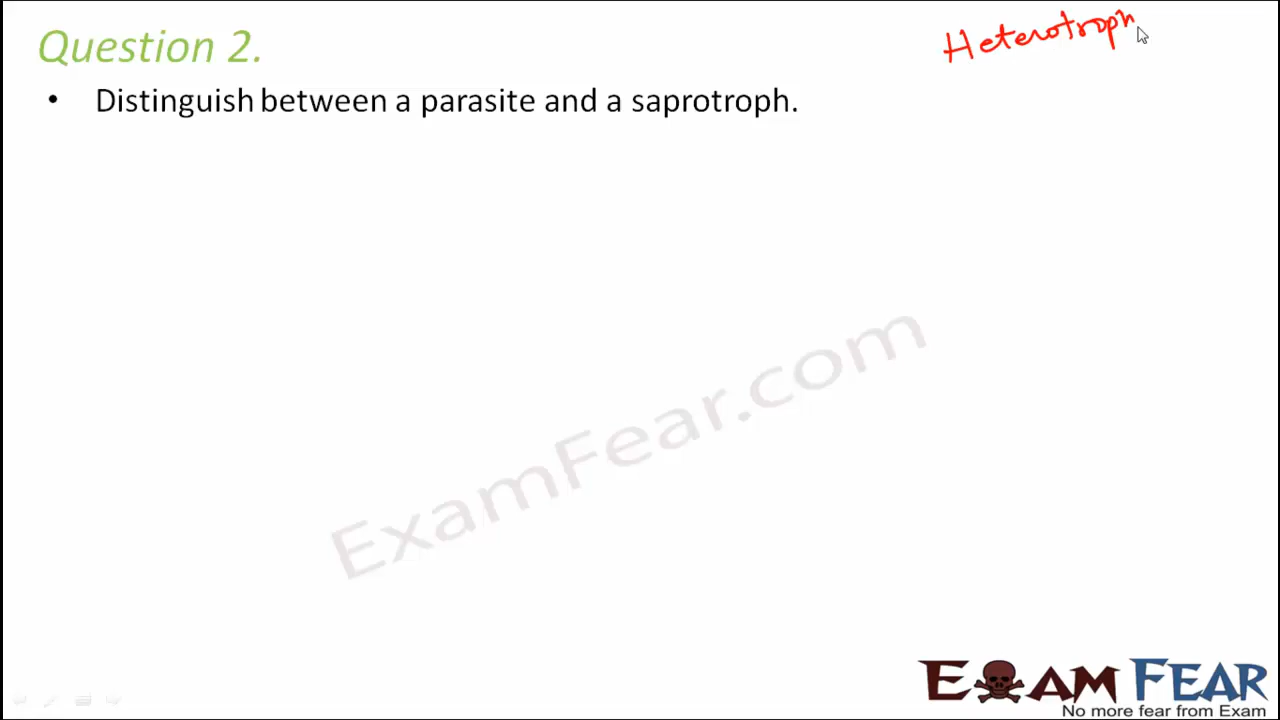 Question 2.
Heterotroph
• Distinguish between a parasite and a saprotroph.
ExamFear.com
EXAM FEAR
No more fear from Exam